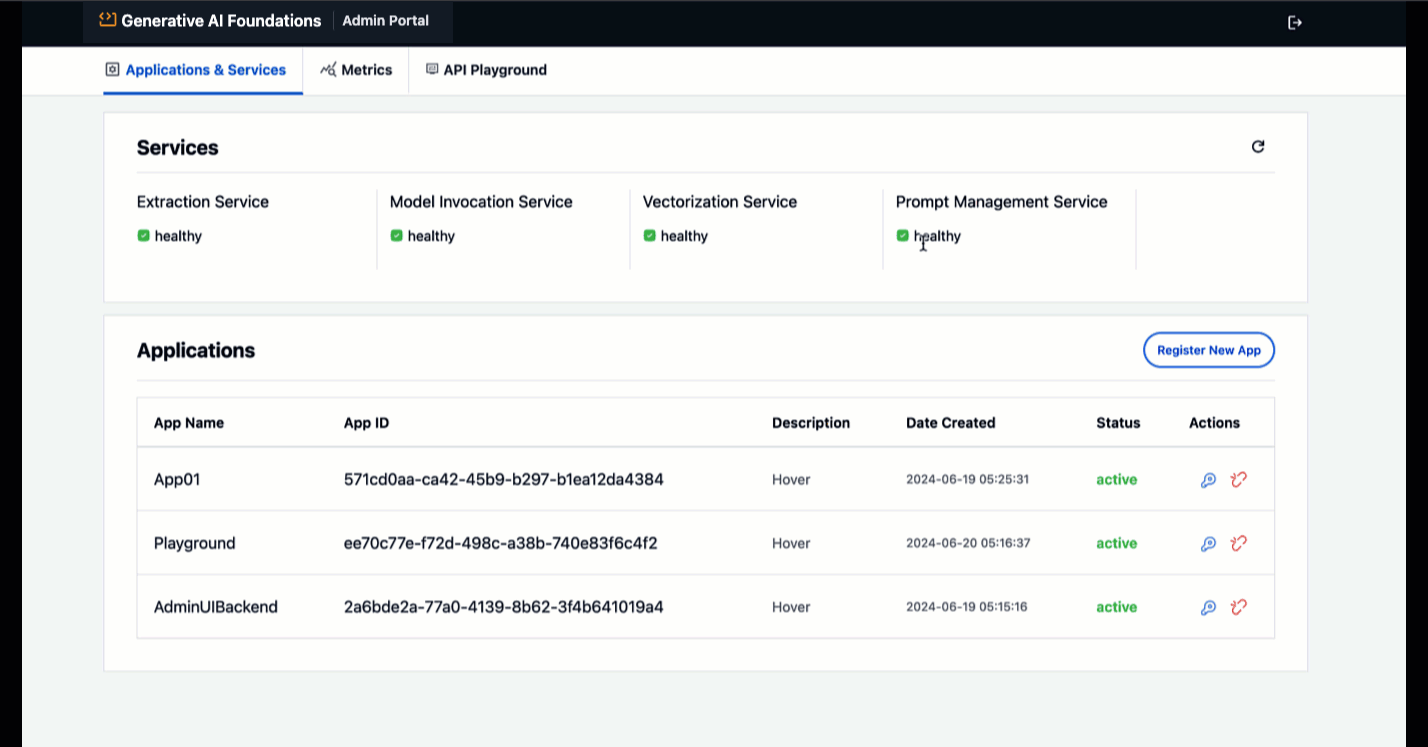 Generative AI Foundations Admin Portal
Applications & Services Metrics API Playground
Services
Extraction Service Model Invocation Service Vectorization Service Prompt Management Service
healthy healthy healthy healthy
Applications Register New App
App Name App ID Description Date Created Status Actions
App01 571cd0aa-ca42-45b9-b297-b1ea12da4384 Hover 2024-06-19 05:25:31 active
Playground ee70c77e-f72d-498c-a38b-740e83f6c4f2 Hover 2024-06-20 05:16:37 active
AdminUIBackend 2a6bde2a-77a0-4139-8b62-3f4b641019a4 Hover 2024-06-19 05:15:16 active